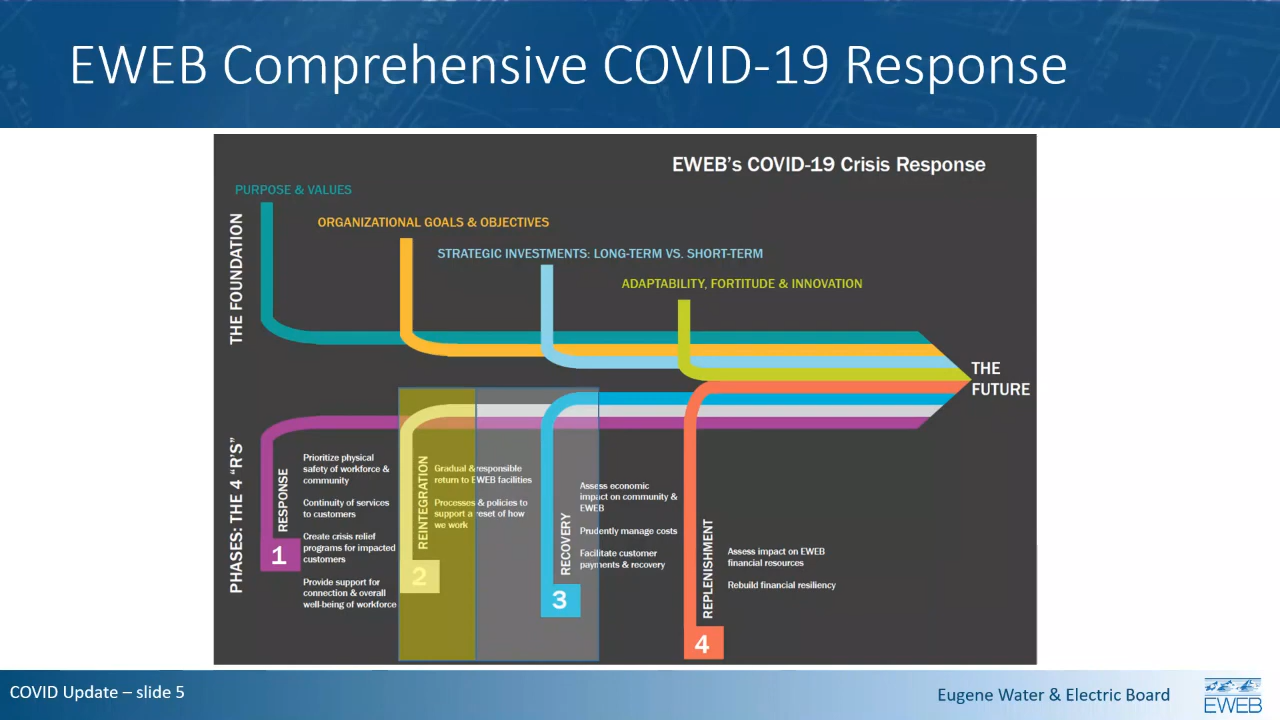 EWEB Comprehensive COVID-19 Response
EWEB's COVID-19 Crisis Response
PURPOSE & VALUES
ORGANIZATIONAL GOALS & OBJECTIVES
STRATEGIC INVESTMENTS: LONG-TERM VS. SHORT-TERM
ADAPTABILITY, FORTITUDE & INNOVATION
THE FOUNDATION
THE
FUTURE
PHASES: THE 4 "R'S"
RESPONSE
1
Prioritize physical
safety of workforce &
community
Continuity of services
to customers
Create crisis relief
programs for impacted
customers
Provide support for
connection & overall
well-being of workforce
REINTEGRATION
2
Gradual & responsible
return to EWEB facilities
Processes & policies to
support a reset of how
we work
RECOVERY
3
Assess economic
impact on community &
EWEB
Prudently manage costs
Facilitate customer
payments & recovery
REPLENISHMENT
4
Assess impact on EWEB
financial resources
Rebuild financial resiliency
COVID Update – slide 5
Eugene Water & Electric Board
EWEB